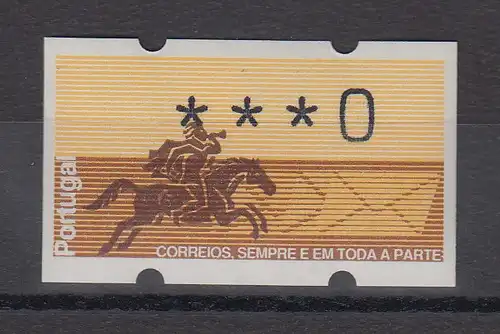 ***0
Portugal
CORREIOS, SEMPRE E EM TODA A PARTE